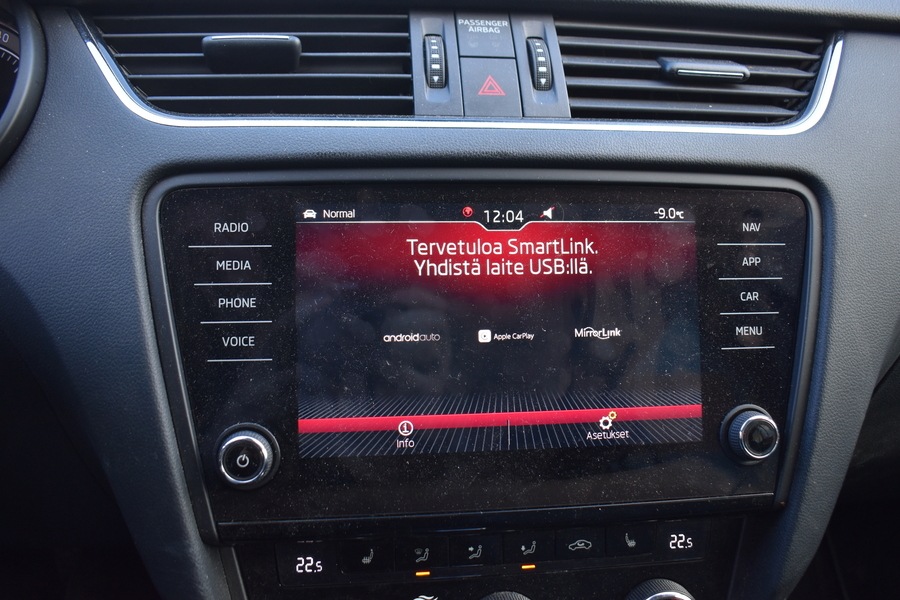 40
PASSENGER
AIRBAG
Normal
12:04
-9.0°C
RADIO
MEDIA
PHONE
VOICE
Tervetuloa SmartLink.
Yhdistä laite USB:llä.
androidauto
Apple CarPlay
MirrorLink
Info
Asetukset
NAV
APP
CAR
MENU
22.5
22.5